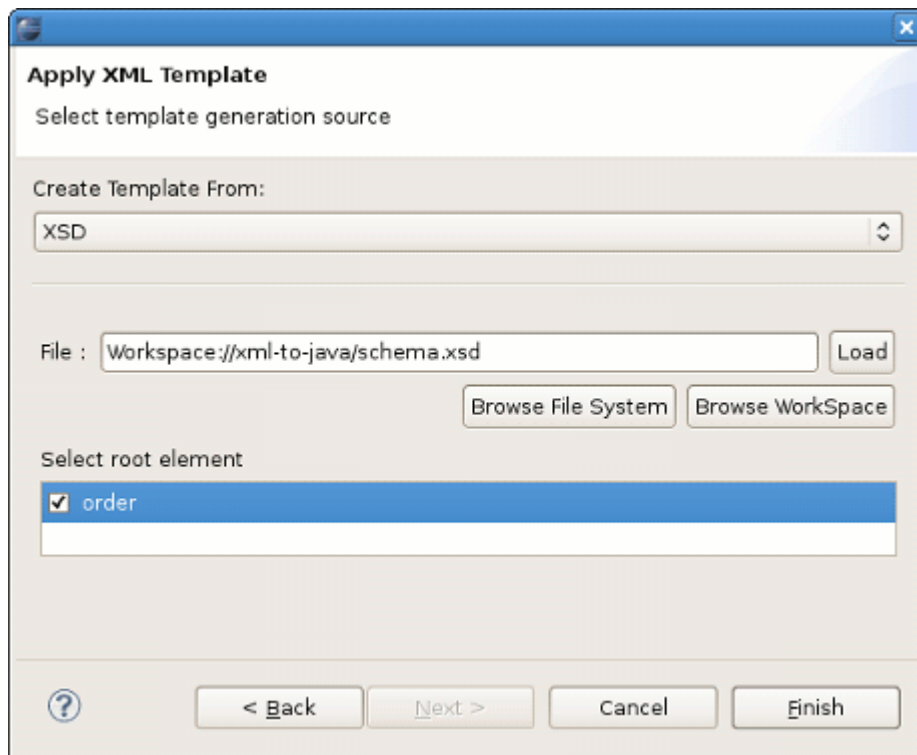 Apply XML Template
Select template generation source
Create Template From:
XSD
File : Workspace://xml-to-java/schema.xsd Load
Browse File System Browse WorkSpace
Select root element
order
? < Back Next > Cancel Finish